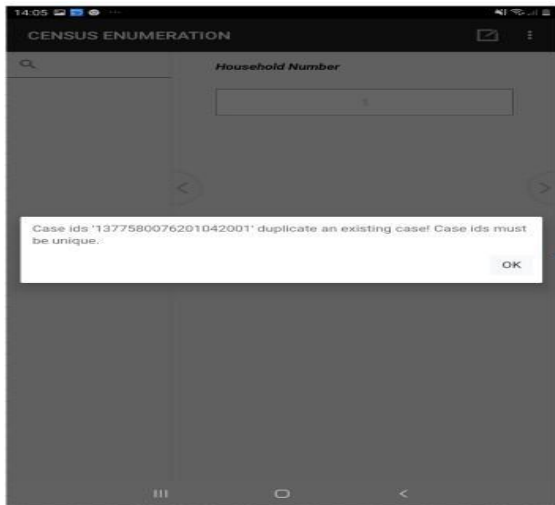 14:05
CENSUS ENUMERATION
Household Number
1
Case ids '1377580076201042001' duplicate an existing case! Case ids must
be unique.
OK